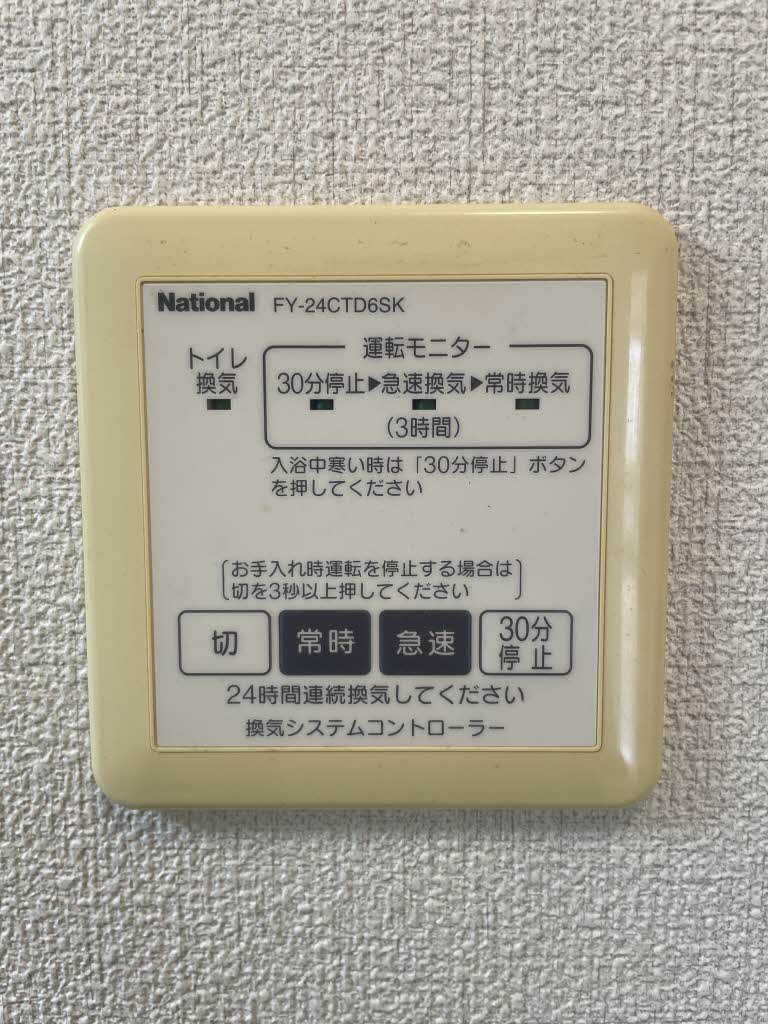 National FY-24CTD6SK
トイレ
換気
運転モニター
30分停止▶急速換気▶常時換気
(3時間)
入浴中寒い時は「30分停止」ボタン
を押してください
お手入れ時運転を停止する場合は
切を3秒以上押してください
切 常時 急速 30分
停止
24時間連続換気してください
換気システムコントローラー